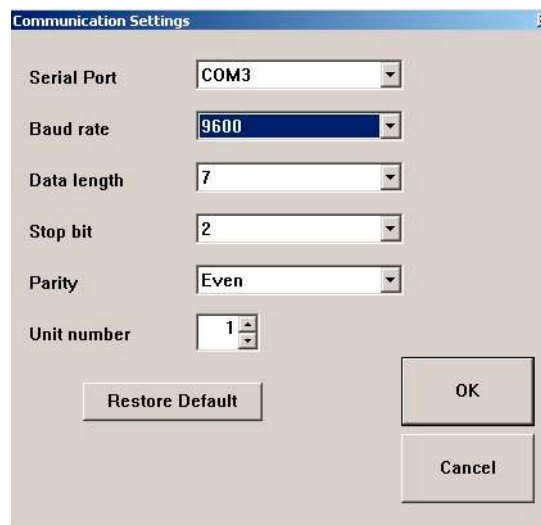 Communication Settings
Serial Port COM3
Baud rate 9600
Data length 7
Stop bit 2
Parity Even
Unit number 1
Restore Default
OK
Cancel